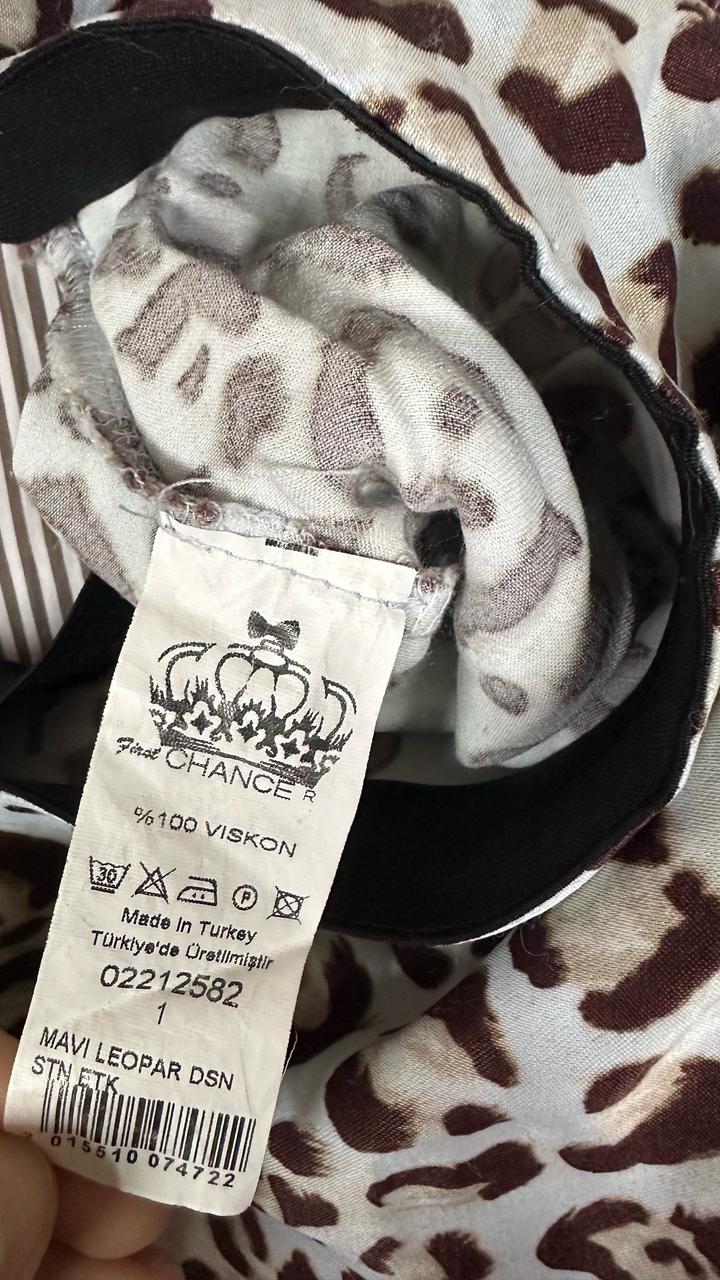 First CHANCE R
%100 VISKON
30 P
Made in Turkey
Türkiye'de Üretilmiştir
02212582
1
MAVİ LEOPAR DSN
STN ETK
015510 074722